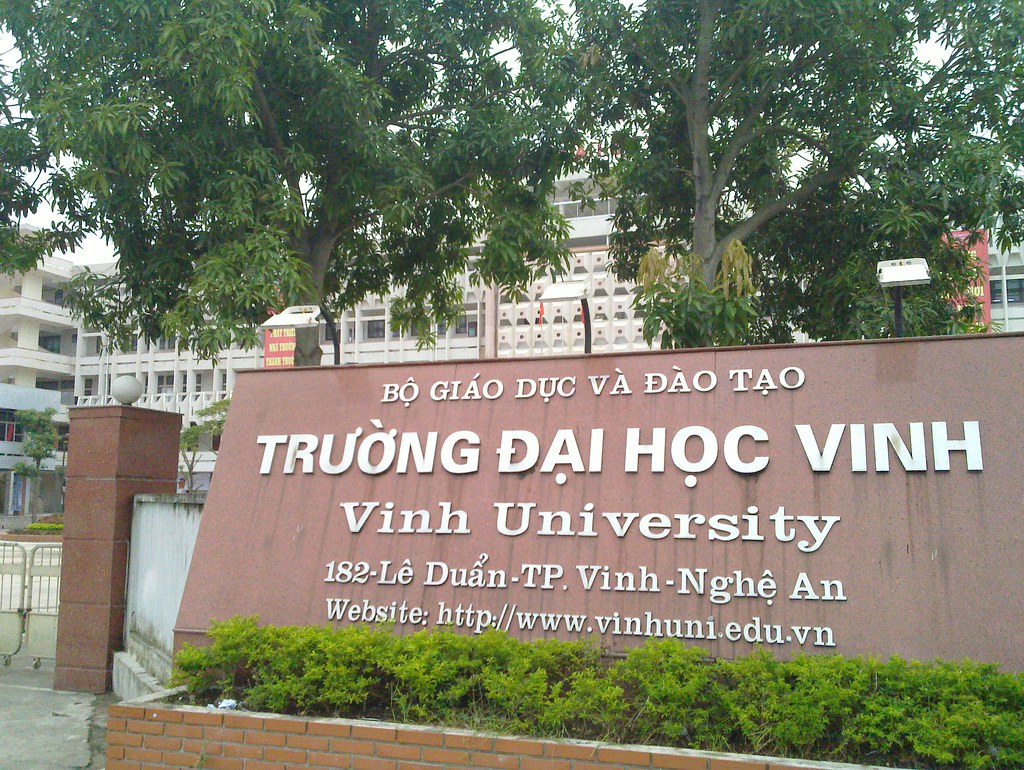 BỘ GIÁO DỤC VÀ ĐÀO TẠO
TRƯỜNG ĐẠI HỌC VINH
Vinh University
182-Lê Duẩn-TP. Vinh-Nghệ An
Website: http://www.vinhuni.edu.vn